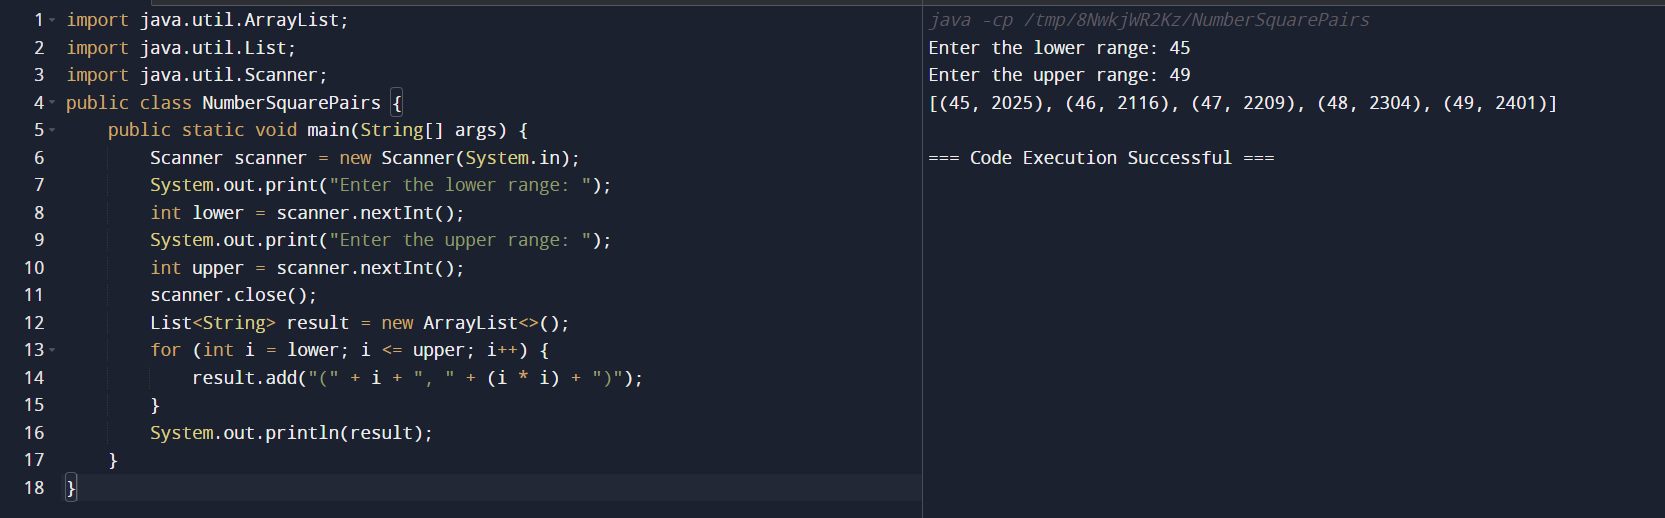 1 import java.util.ArrayList;
2 import java.util.List;
3 import java.util.Scanner;
4 public class NumberSquarePairs {
5     public static void main(String[] args) {
6         Scanner scanner = new Scanner(System.in);
7         System.out.print("Enter the lower range: ");
8         int lower = scanner.nextInt();
9         System.out.print("Enter the upper range: ");
10         int upper = scanner.nextInt();
11         scanner.close();
12         List<String> result = new ArrayList<>();
13         for (int i = lower; i <= upper; i++) {
14             result.add("(" + i + ", " + (i * i) + ")");
15         }
16         System.out.println(result);
17     }
18 }
java -cp /tmp/8NwkjWR2Kz/NumberSquarePairs
Enter the lower range: 45
Enter the upper range: 49
[(45, 2025), (46, 2116), (47, 2209), (48, 2304), (49, 2401)]
=== Code Execution Successful ===